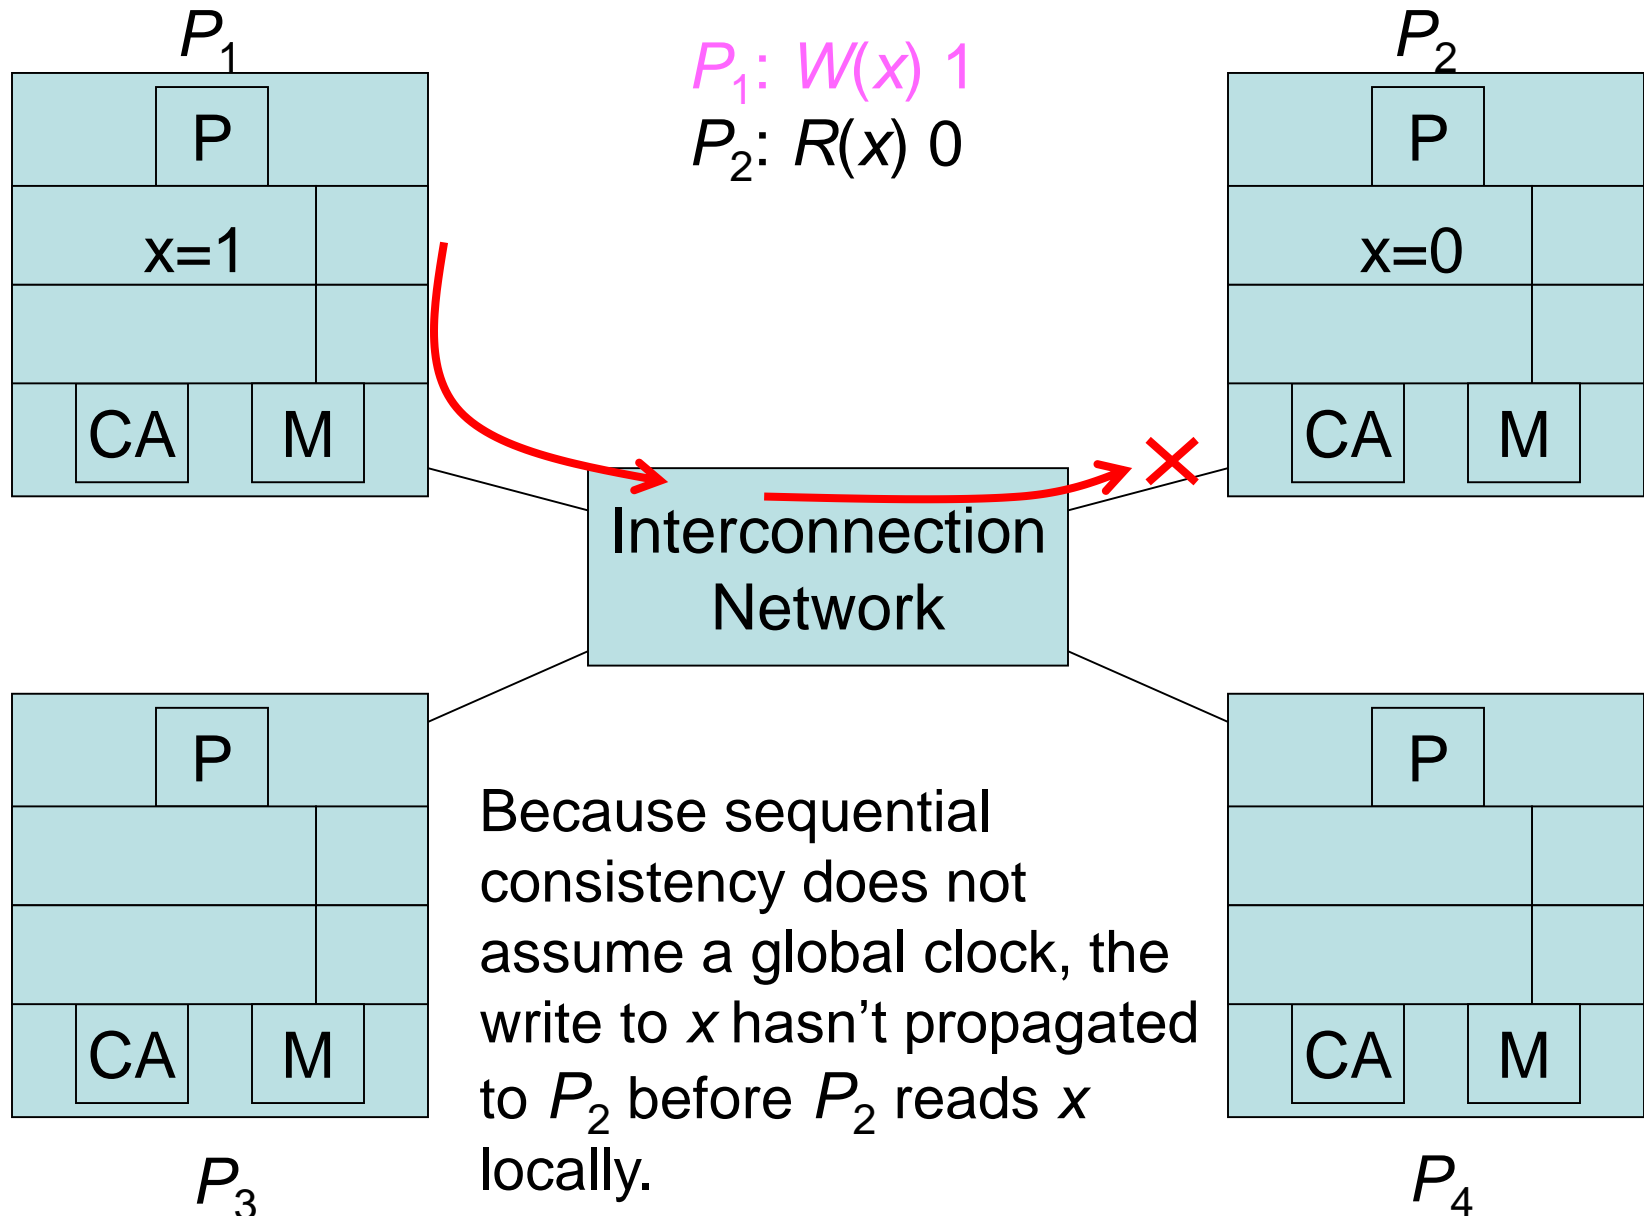 P₁
P₁: W(x) 1
P₂
P₂: R(x) 0
P
P
x=1
x=0
CA
M
CA
M
Interconnection
Network
P
P
Because sequential
consistency does not
assume a global clock, the
write to x hasn’t propagated
to P₂ before P₂ reads x
locally.
CA
M
CA
M
P₃
P₄